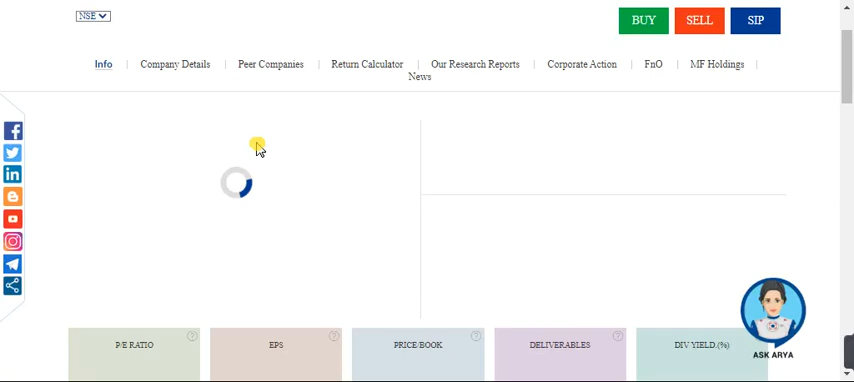 NSE
BUY SELL SIP
Info Company Details Peer Companies Return Calculator Our Research Reports Corporate Action FnO MF Holdings
News
P/E RATIO EPS PRICE/BOOK DELIVERABLES DIV YIELD.(%)
ASK ARYA